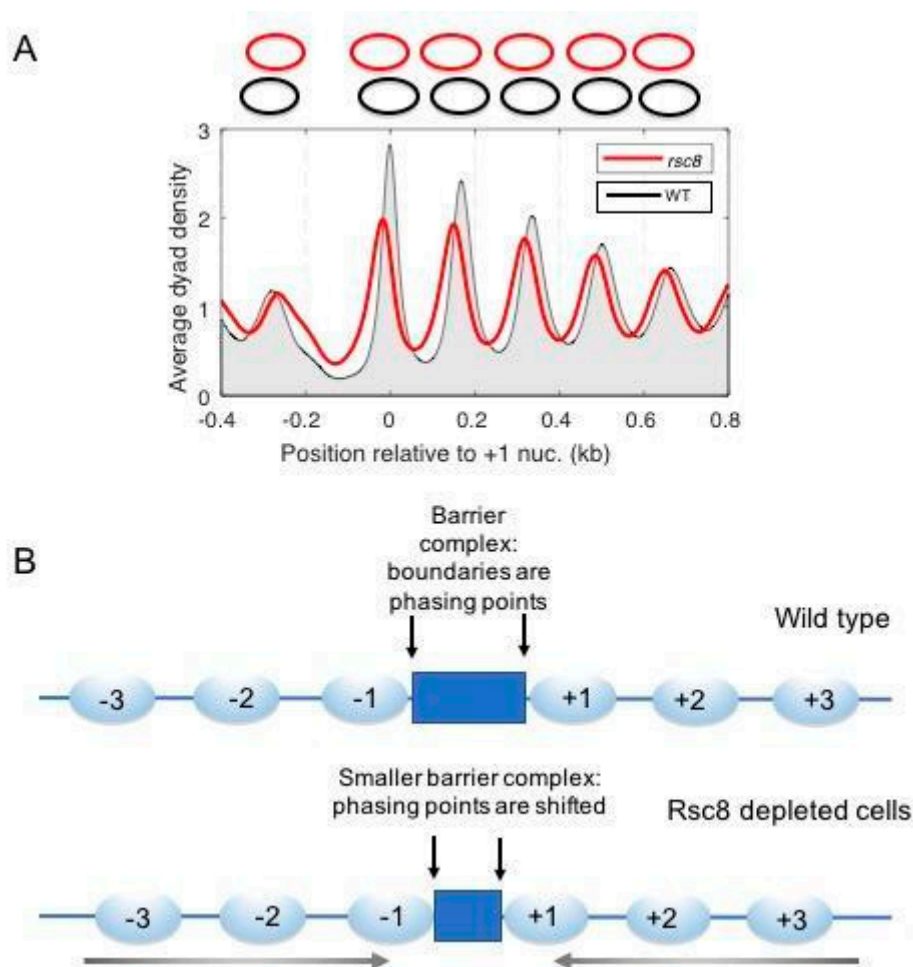 A
3
2
1
0
Average dyad density
rsc8
WT
-0.4
-0.2
0
0.2
0.4
0.6
0.8
Position relative to +1 nuc. (kb)
B
Barrier
complex:
boundaries are
phasing points
Wild type
-3
-2
-1
+1
+2
+3
Smaller barrier complex:
phasing points are shifted
Rsc8 depleted cells
-3
-2
-1
+1
+2
+3